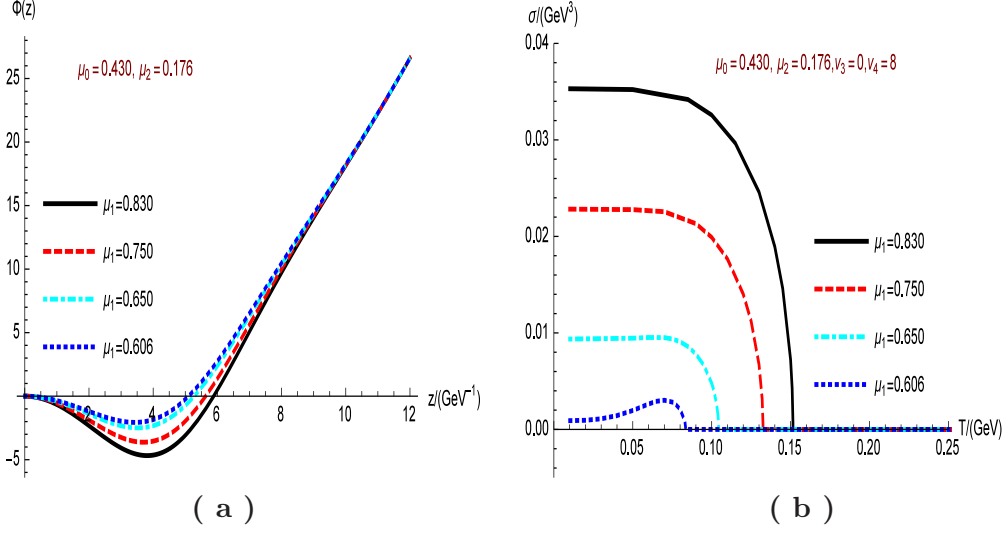 Φ(z)
μ₀=0.430, μ₂=0.176
25
20
15
10
5
-5
2
4
6
8
10
12
z/(GeV⁻¹)
μ₁=0.830
μ₁=0.750
μ₁=0.650
μ₁=0.606
( a )
σ/(GeV³)
μ₀=0.430, μ₂=0.176,v₃=0,v₄=8
0.04
0.03
0.02
0.01
0.00
0.05
0.10
0.15
0.20
0.25
T/(GeV)
μ₁=0.830
μ₁=0.750
μ₁=0.650
μ₁=0.606
( b )